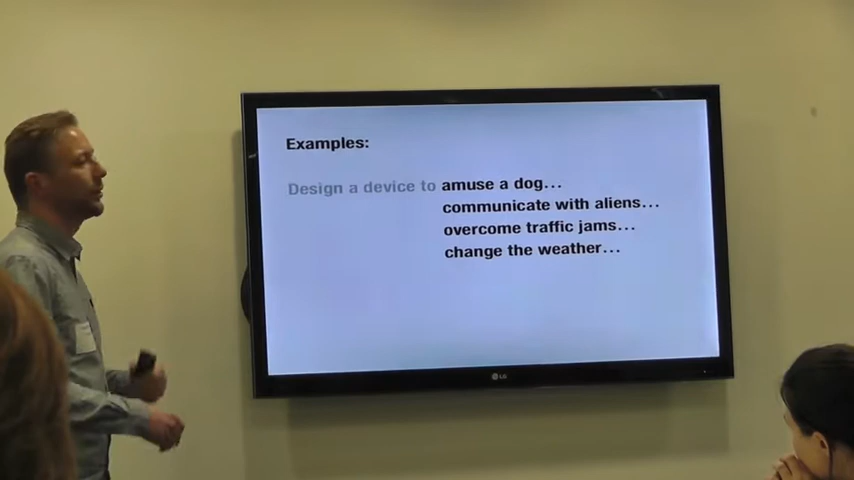 Examples:
Design a device to amuse a dog...
communicate with aliens...
overcome traffic jams...
change the weather...
LG